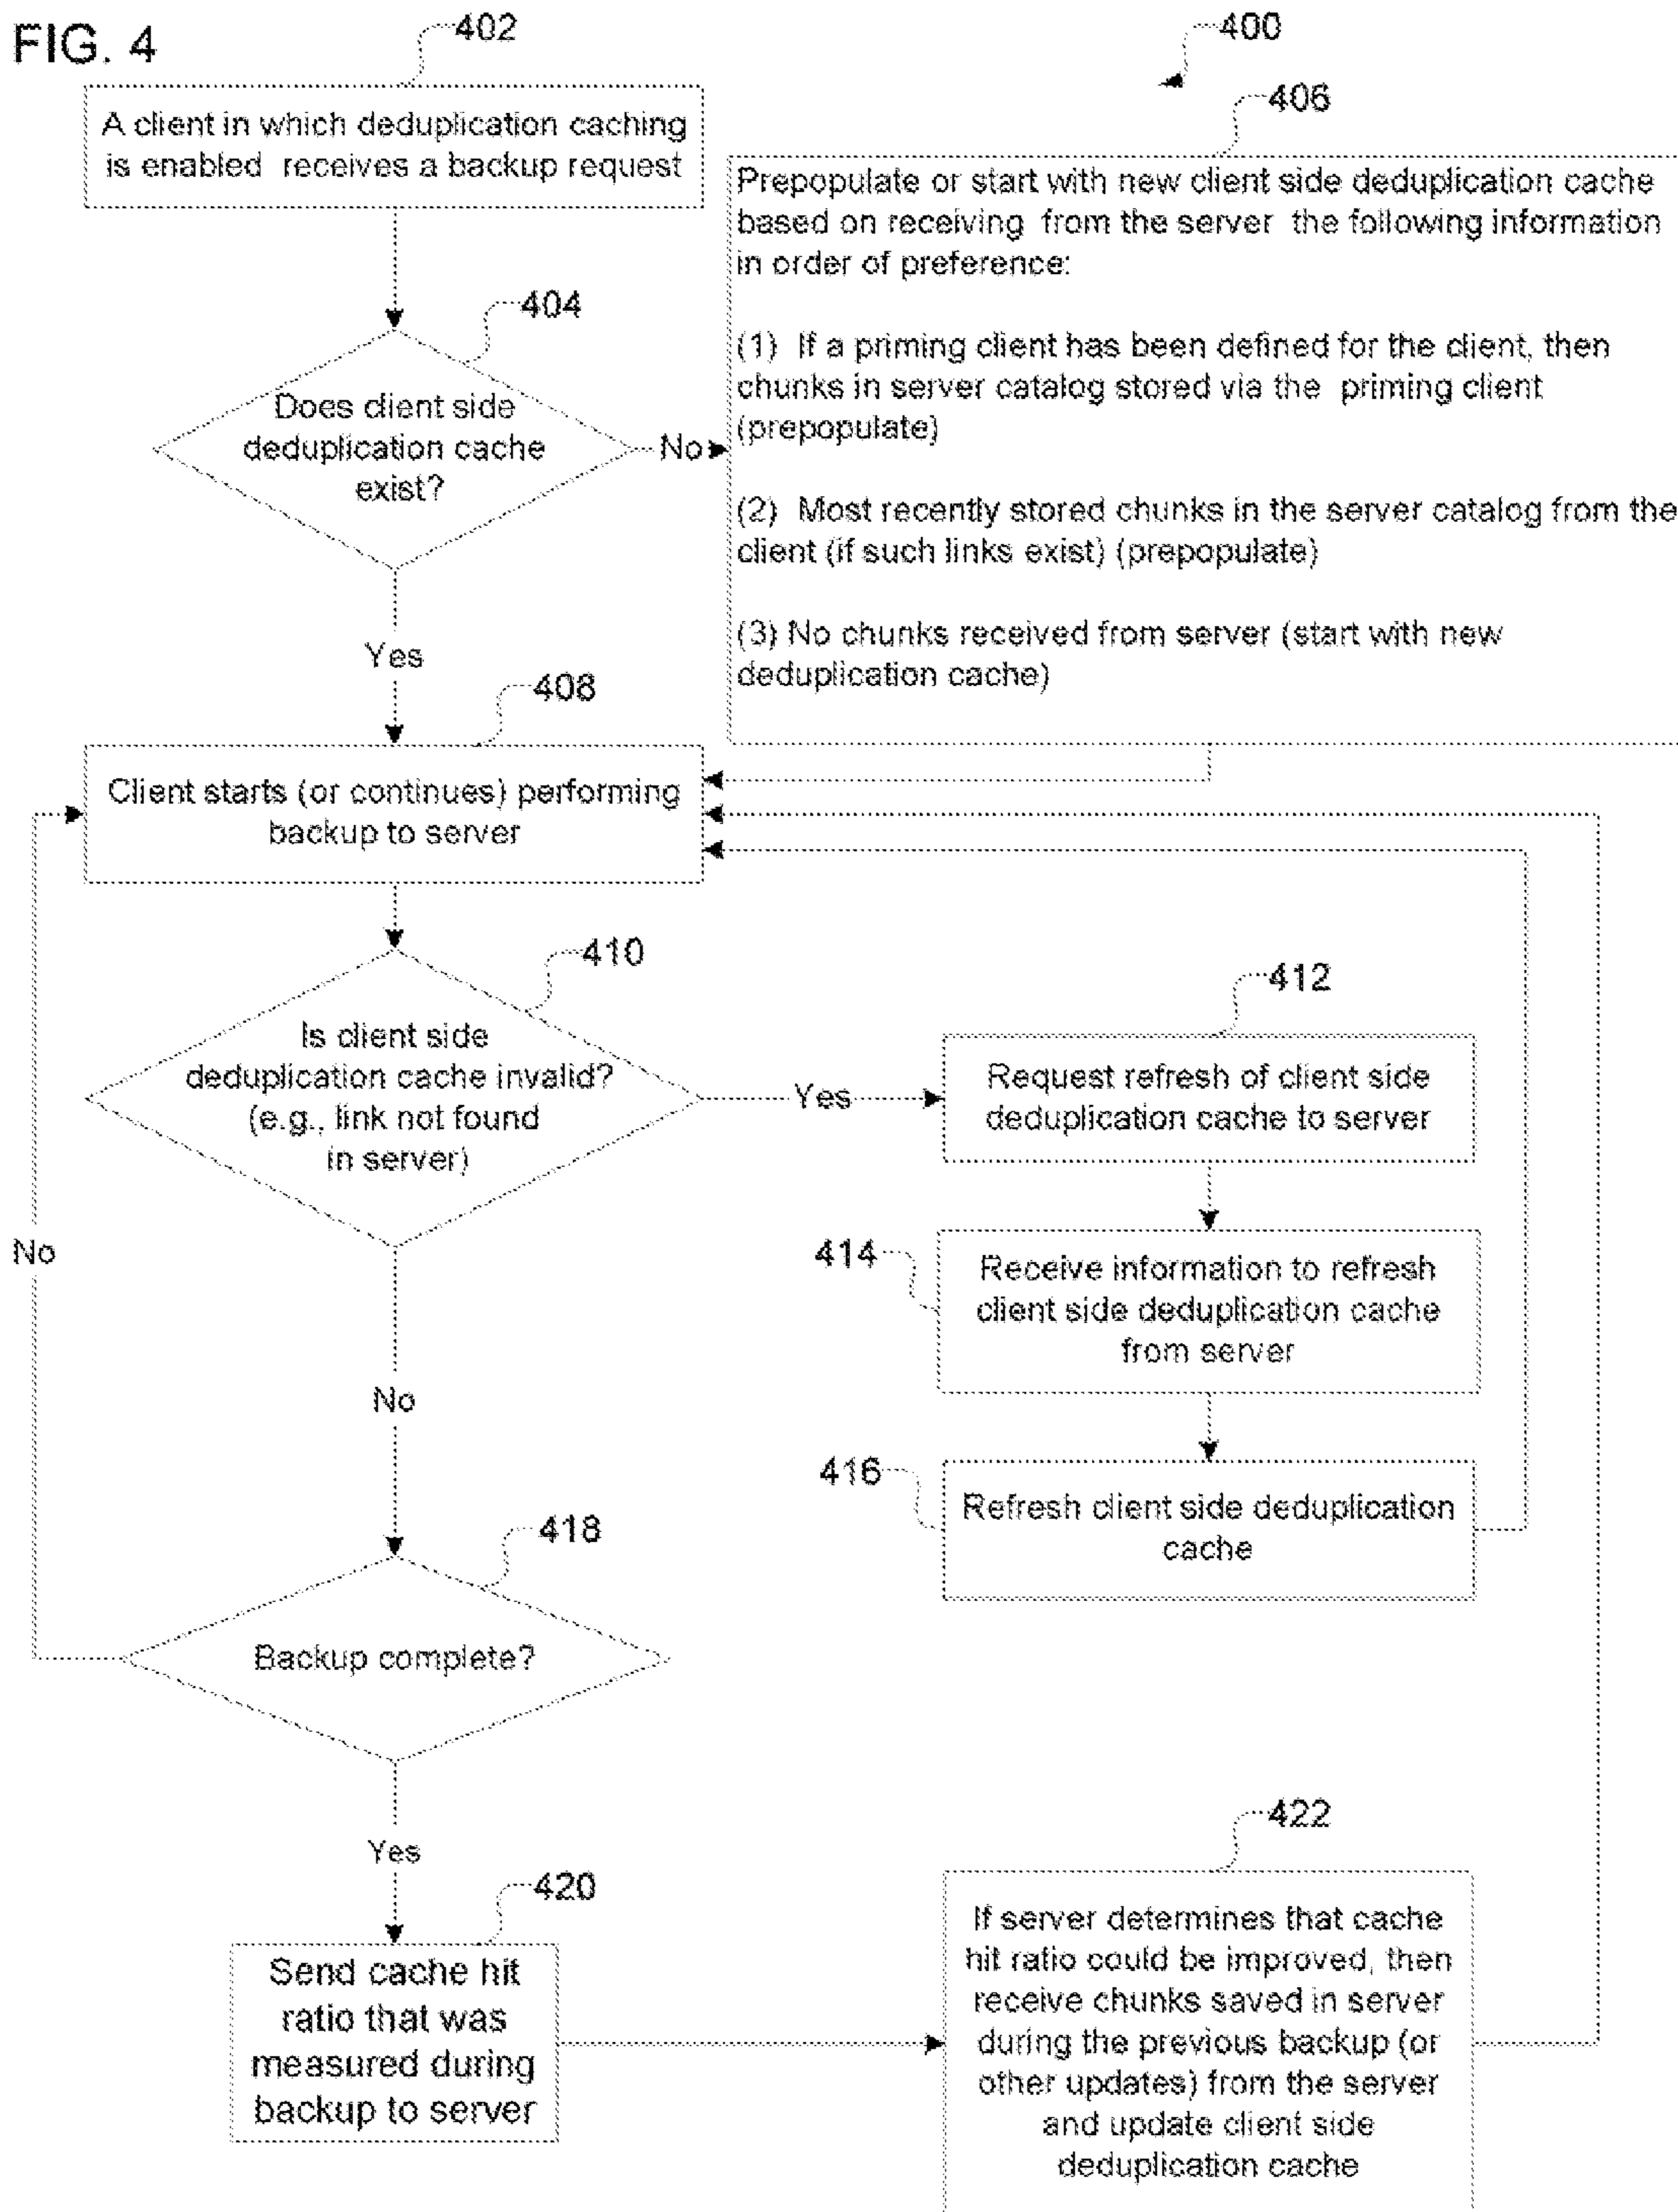 FIG. 4
402
400
A client in which deduplication caching
is enabled receives a backup request
406
Prepopulate or start with new client side deduplication cache
based on receiving from the server the following information
in order of preference:
(1) If a priming client has been defined for the client, then
chunks in server catalog stored via the priming client
(prepopulate)
(2) Most recently stored chunks in the server catalog from the
client (if such links exist) (prepopulate)
(3) No chunks received from server (start with new
deduplication cache)
404
Does client side
deduplication cache
exist?
No
Yes
408
Client starts (or continues) performing
backup to server
410
Is client side
deduplication cache invalid?
(e.g., link not found
in server)
Yes
412
Request refresh of client side
deduplication cache to server
414
Receive information to refresh
client side deduplication cache
from server
416
Refresh client side deduplication
cache
No
No
418
Backup complete?
Yes
420
Send cache hit
ratio that was
measured during
backup to server
422
If server determines that cache
hit ratio could be improved, then
receive chunks saved in server
during the previous backup (or
other updates) from the server
and update client side
deduplication cache